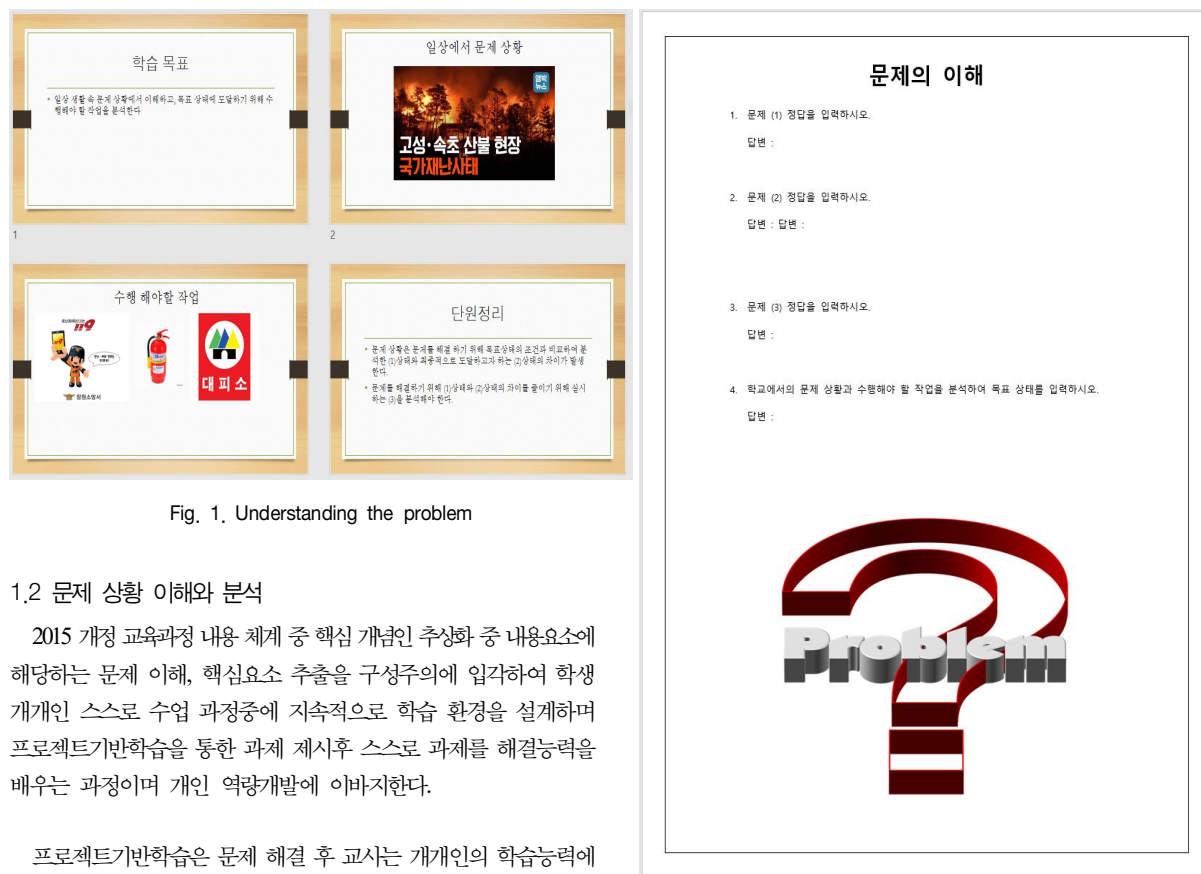 학습 목표
• 일상 생활 속 문제 상황에서 이해하고, 목표 상태에 도달하기 위해 수
행해야 할 작업을 분석한다
1
일상에서 문제 상황
엠빅
뉴스
고성·속초 산불 현장
국가재난사태
2
수행 해야할 작업
119
창원소방서
대피소
단원정리
• 문제 상황은 문제를 해결 하기 위해 목표상태의 조건과 비교하여 분
석한 (1)상태와 최종적으로 도달하고자 하는 (2)상태의 차이가 발생
한다.
• 문제를 해결하기 위해 (1)상태와 (2)상태의 차이를 줄이기 위해 실시
하는 (3)을 분석해야 한다.
Fig. 1. Understanding the problem
1.2 문제 상황 이해와 분석
2015 개정 교육과정 내용 체계 중 핵심 개념인 추상화 중 내용요소에
해당하는 문제 이해, 핵심요소 추출을 구성주의에 입각하여 학생
개개인 스스로 수업 과정중에 지속적으로 학습 환경을 설계하며
프로젝트기반학습을 통한 과제 제시후 스스로 과제를 해결능력을
배우는 과정이며 개인 역량개발에 이바지한다.
프로젝트기반학습은 문제 해결 후 교사는 개개인의 학습능력에
문제의 이해
1. 문제 (1) 정답을 입력하시오.
답변 :
2. 문제 (2) 정답을 입력하시오.
답변 : 답변 :
3. 문제 (3) 정답을 입력하시오.
답변 :
4. 학교에서의 문제 상황과 수행해야 할 작업을 분석하여 목표 상태를 입력하시오.
답변 :
Problem